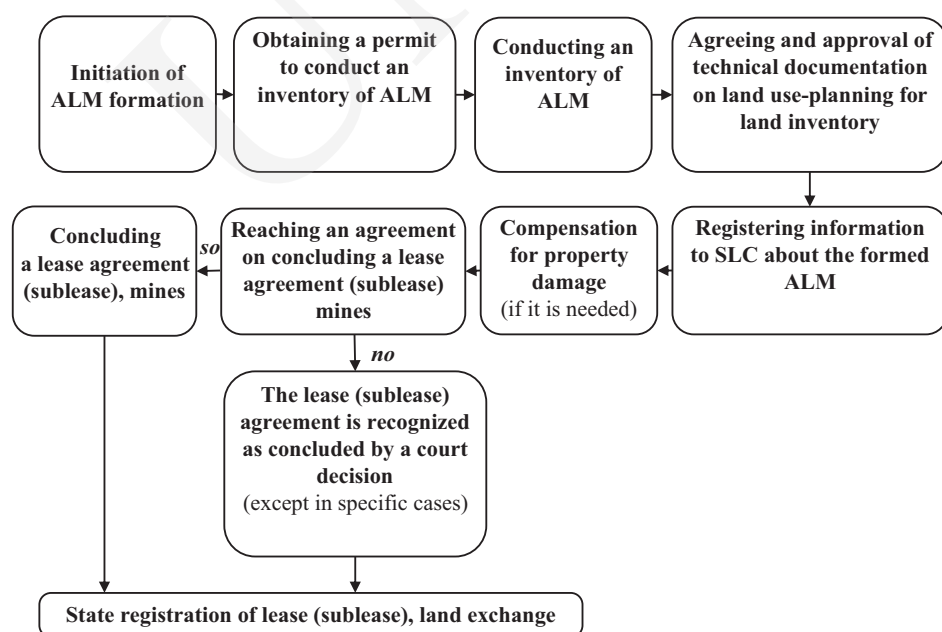 Initiation of
ALM formation
Obtaining a permit
to conduct an
inventory of ALM
Conducting an
inventory of
ALM
Agreeing and approval of
technical documentation
on land use-planning for
land inventory
Registering information
to SLC about the formed
ALM
Compensation
for property
damage
(if it is needed)
Reaching an agreement
on concluding a lease
agreement (sublease)
mines
so
Concluding
a lease agreement
(sublease), mines
no
The lease (sublease)
agreement is recognized
as concluded by a court
decision
(except in specific cases)
State registration of lease (sublease), land exchange